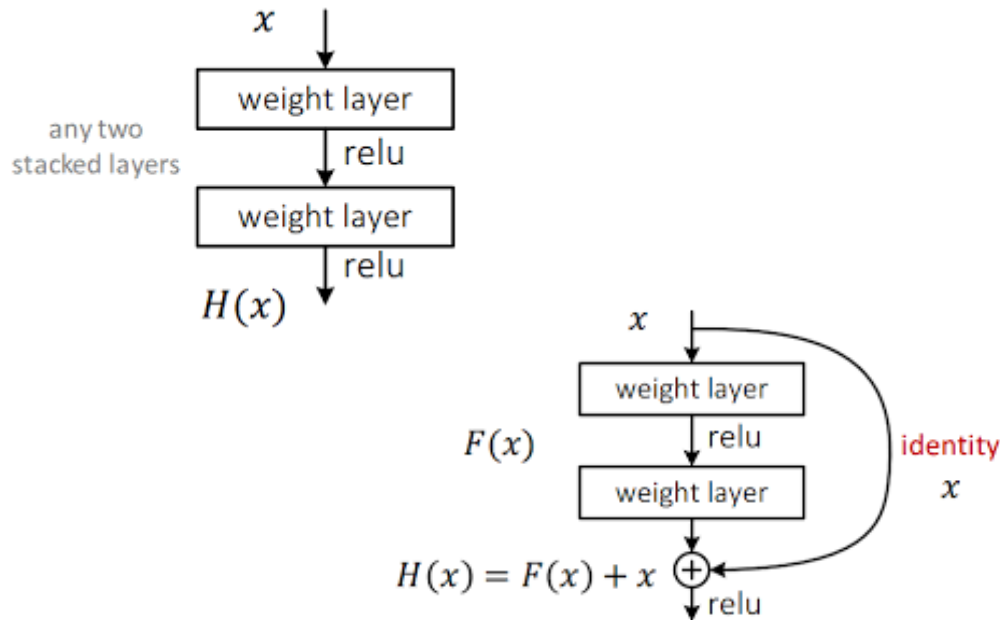 x
weight layer
any two
stacked layers
relu
weight layer
relu
H(x)
x
weight layer
relu
F(x)
identity
x
weight layer
H(x) = F(x) + x
+
relu